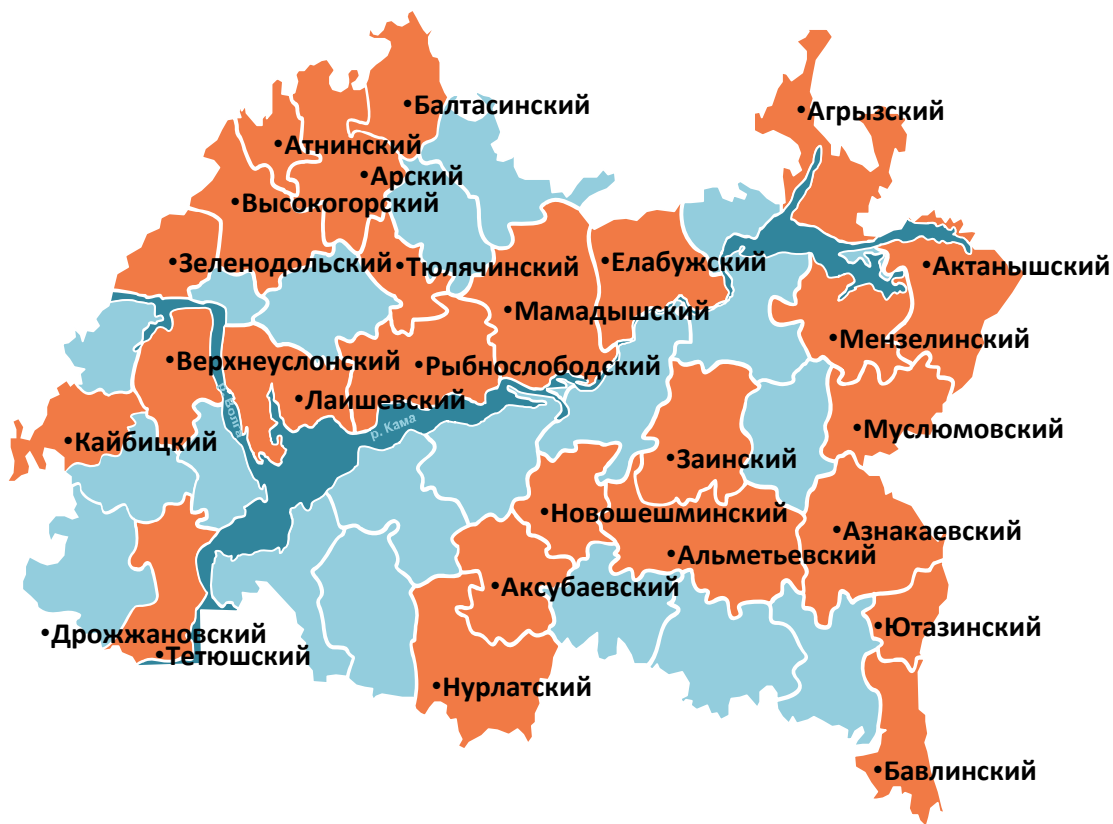 •Балтасинский
•Агрызский
•Атнинский
•Арский
•Высокогорский
•Зеленодольский
•Тюлячинский
•Елабужский
•Актанышский
•Мамадышский
•Мензелинский
•Верхнеуслонский
•Рыбнослободский
•Лаишевский
р. Волга
р. Кама
•Кайбицкий
•Муслюмовский
•Заинский
•Новошешминский
•Азнакаевский
•Альметьевский
•Аксубаевский
•Дрожжановский
•Ютазинский
•Тетюшский
•Нурлатский
•Бавлинский